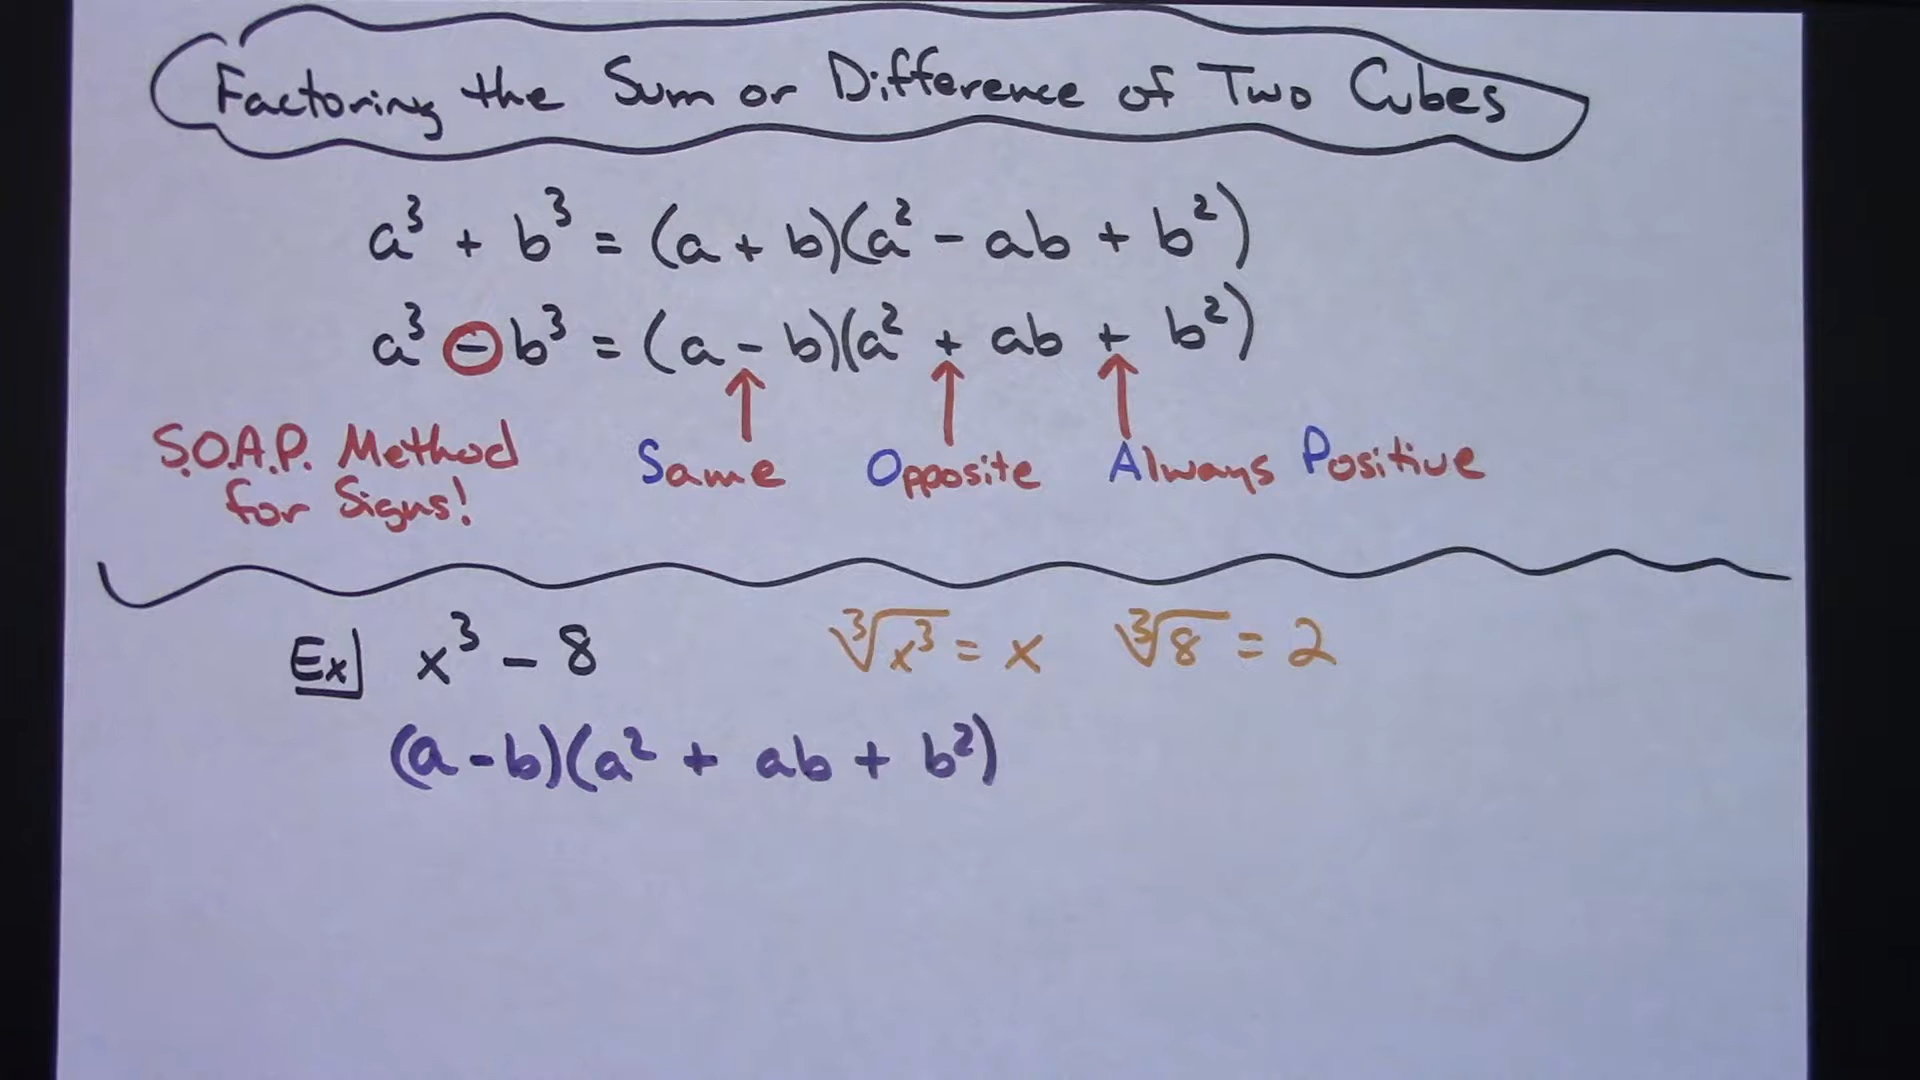 Factoring the Sum or Difference of Two Cubes
a³ + b³ = (a + b)(a² - ab + b²)
a³ - b³ = (a - b)(a² + ab + b²)
S.O.A.P. Method for Signs!
Same Opposite Always Positive
Ex] x³ - 8 ∛x³ = x ∛8 = 2
(a - b)(a² + ab + b²)